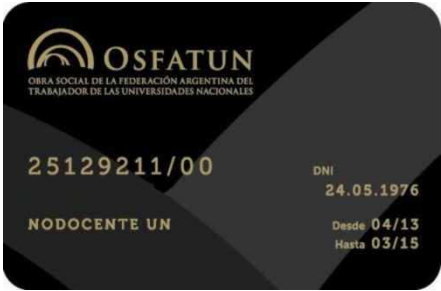 OSFATUN
OBRA SOCIAL DE LA FEDERACIÓN ARGENTINA DEL
TRABAJADOR DE LAS UNIVERSIDADES NACIONALES
25129211/00
DNI
24.05.1976
NODOCENTE UN
Desde 04/13
Hasta 03/15